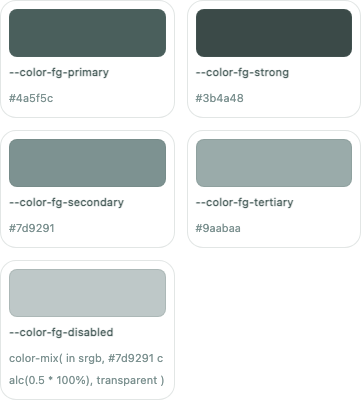 --color-fg-primary
#4a5f5c
--color-fg-strong
#3b4a48
--color-fg-secondary
#7d9291
--color-fg-tertiary
#9aabaa
--color-fg-disabled
color-mix( in srgb, #7d9291 c
alc(0.5 * 100%), transparent )